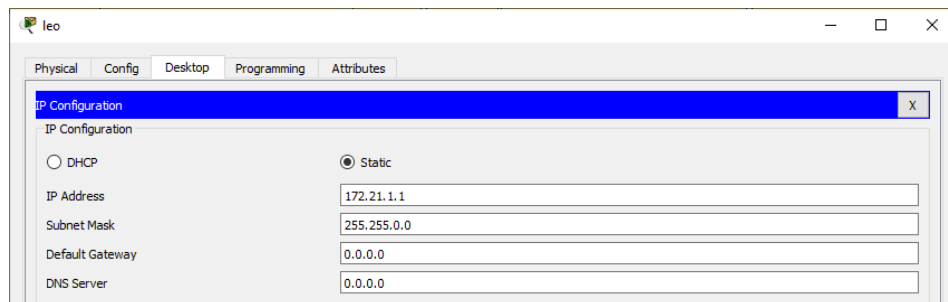 leo
Physical Config Desktop Programming Attributes
IP Configuration X
IP Configuration
DHCP Static
IP Address 172.21.1.1
Subnet Mask 255.255.0.0
Default Gateway 0.0.0.0
DNS Server 0.0.0.0